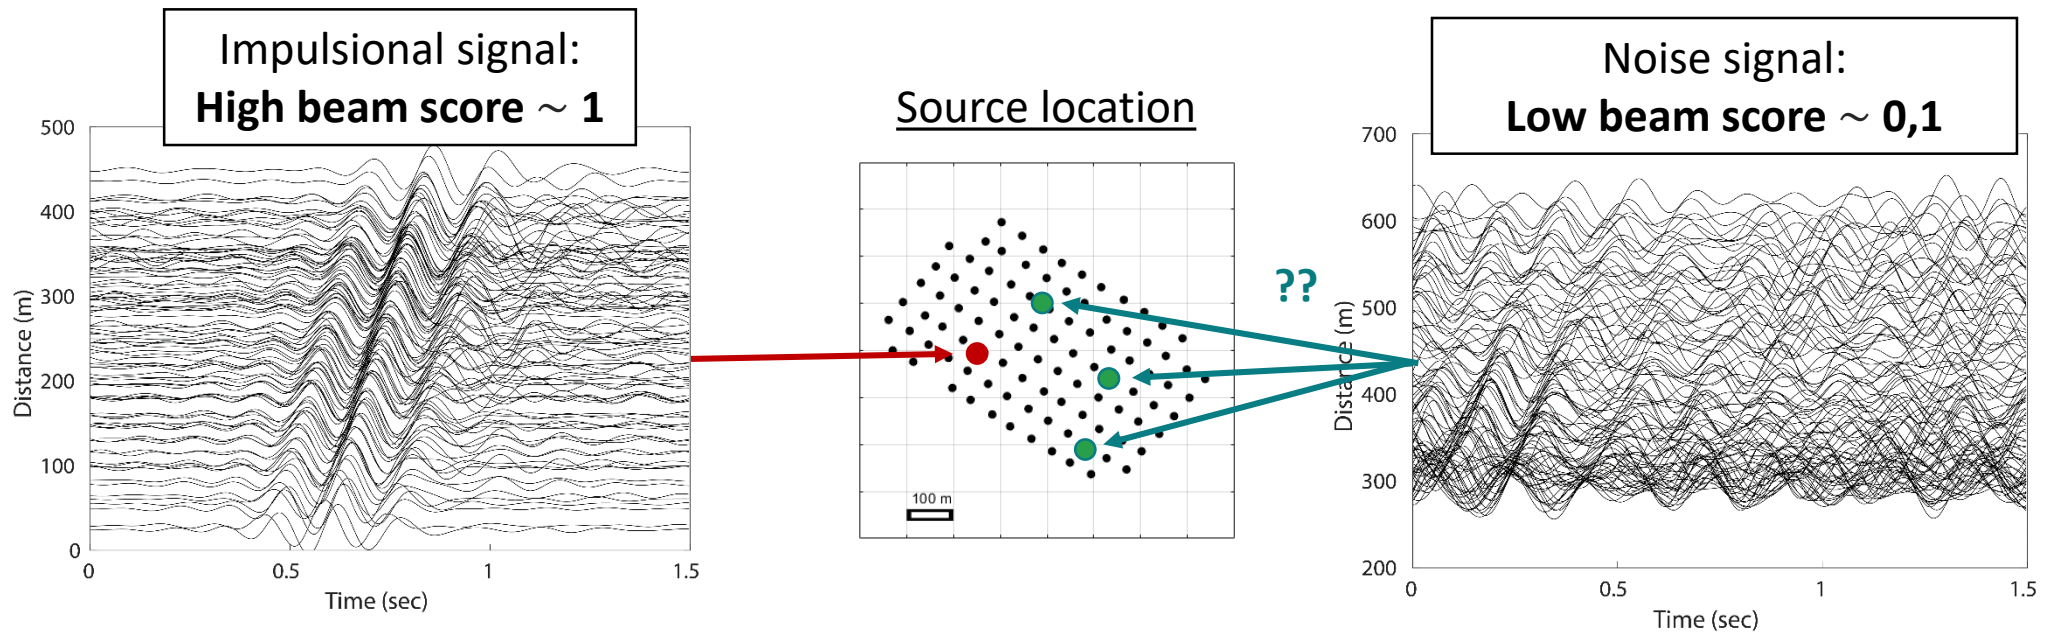 Impulsional signal:
High beam score ~ 1
500
400
300
200
100
0
Distance (m)
0
0.5
1
1.5
Time (sec)
Source location
100 m
??
Noise signal:
Low beam score ~ 0,1
700
600
500
400
300
200
Distance (m)
0
0.5
1
1.5
Time (sec)